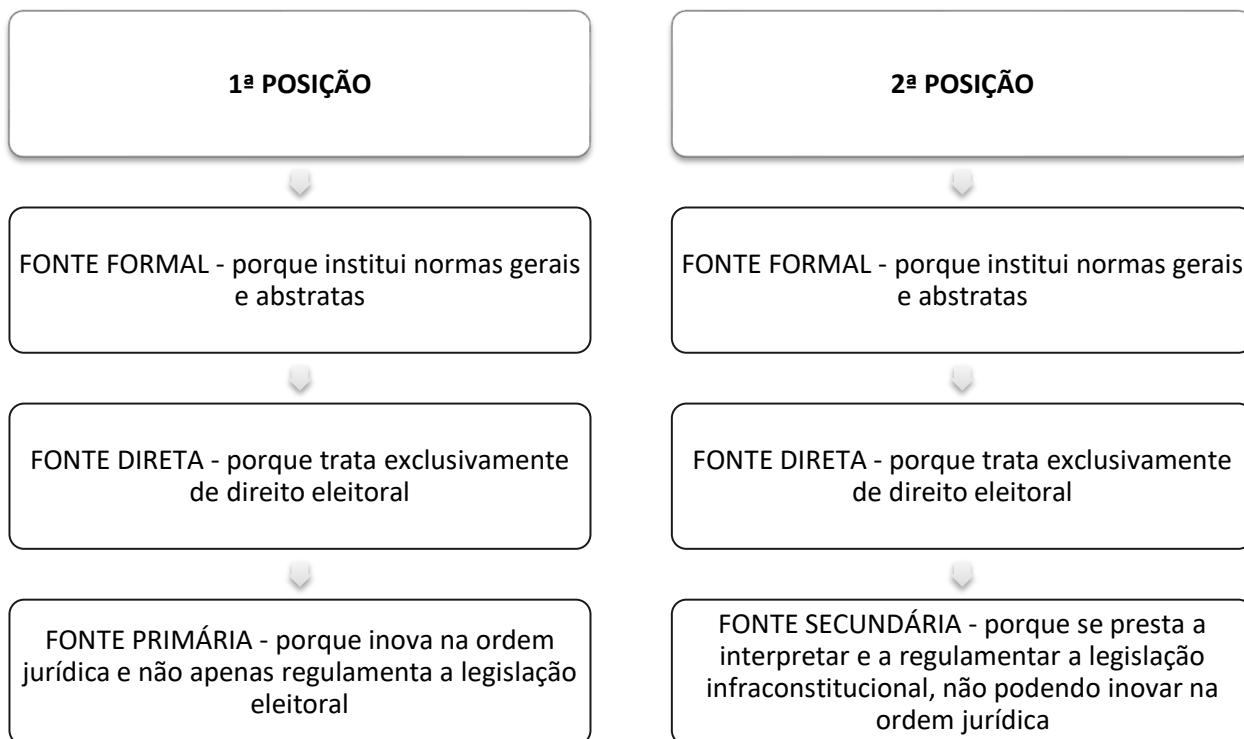 1ª POSIÇÃO
FONTE FORMAL - porque institui normas gerais
e abstratas
FONTE DIRETA - porque trata exclusivamente
de direito eleitoral
FONTE PRIMÁRIA - porque inova na ordem
jurídica e não apenas regulamenta a legislação
eleitoral
2ª POSIÇÃO
FONTE FORMAL - porque institui normas gerais
e abstratas
FONTE DIRETA - porque trata exclusivamente
de direito eleitoral
FONTE SECUNDÁRIA - porque se presta a
interpretar e a regulamentar a legislação
infraconstitucional, não podendo inovar na
ordem jurídica